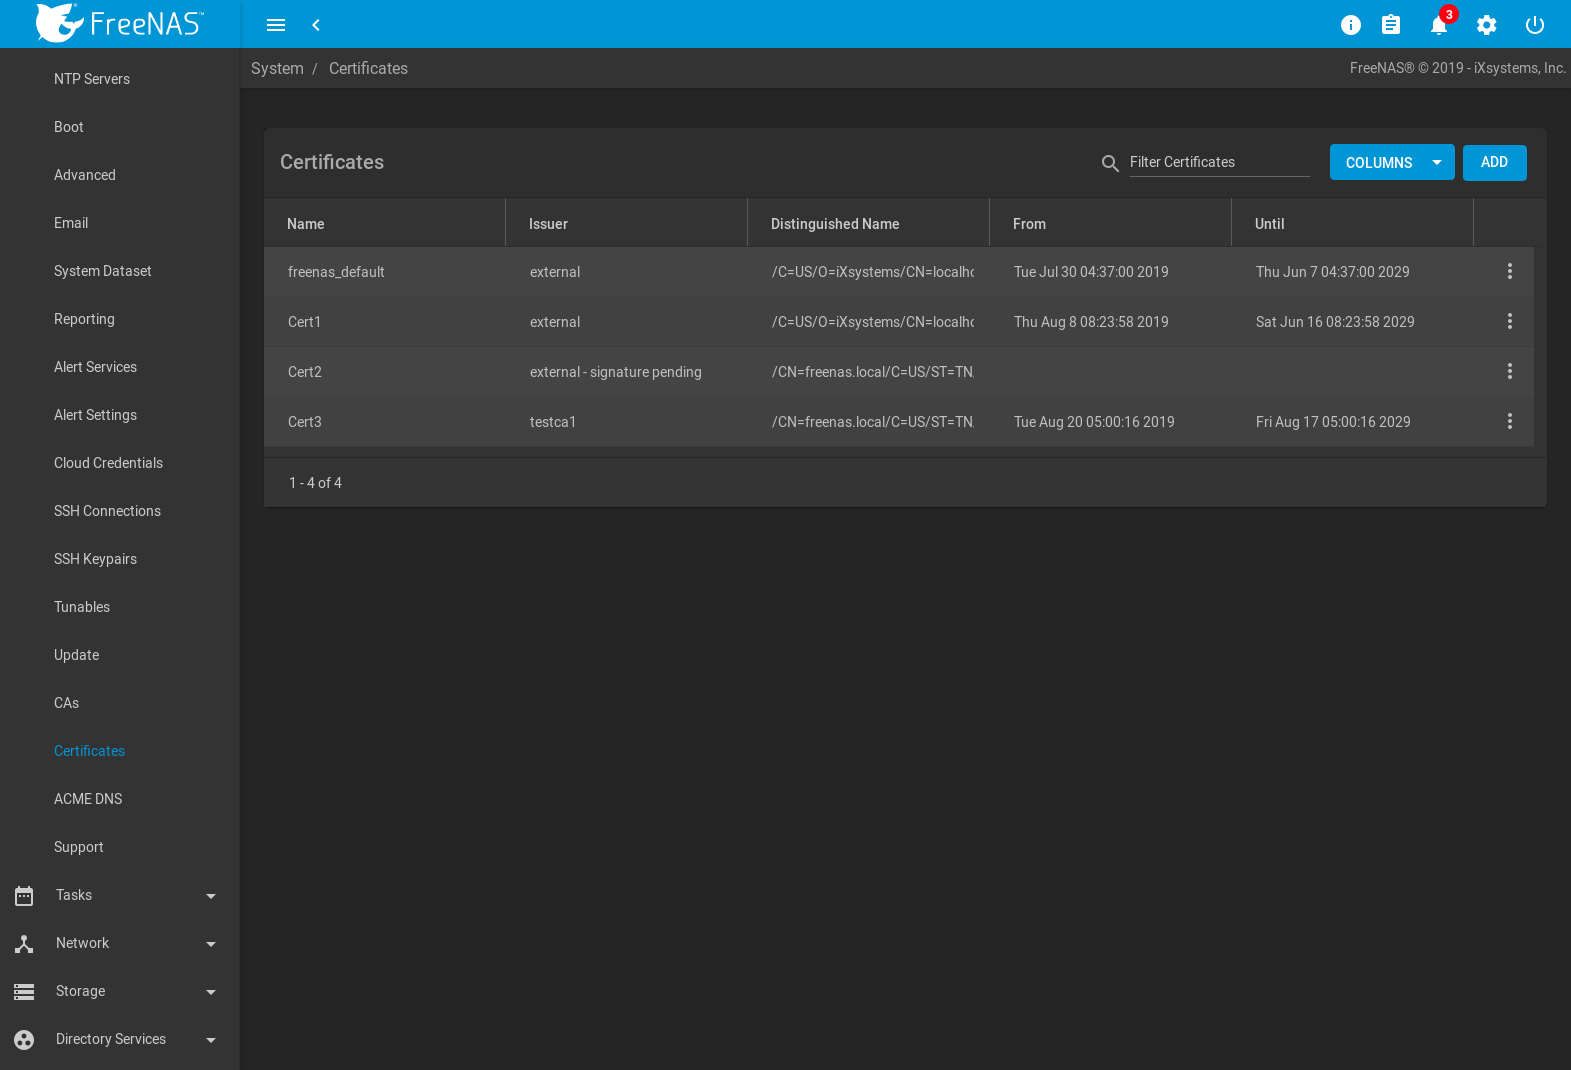 FreeNAS™
3
System / Certificates
FreeNAS® © 2019 - iXsystems, Inc.
NTP Servers
Boot
Advanced
Email
System Dataset
Reporting
Alert Services
Alert Settings
Cloud Credentials
SSH Connections
SSH Keypairs
Tunables
Update
CAs
Certificates
ACME DNS
Support
Tasks
Network
Storage
Directory Services
Certificates
Filter Certificates
COLUMNS
ADD
Name Issuer Distinguished Name From Until
freenas_default external /C=US/O=iXsystems/CN=localho Tue Jul 30 04:37:00 2019 Thu Jun 7 04:37:00 2029
Cert1 external /C=US/O=iXsystems/CN=localho Thu Aug 8 08:23:58 2019 Sat Jun 16 08:23:58 2029
Cert2 external - signature pending /CN=freenas.local/C=US/ST=TN/
Cert3 testca1 /CN=freenas.local/C=US/ST=TN/ Tue Aug 20 05:00:16 2019 Fri Aug 17 05:00:16 2029
1 - 4 of 4